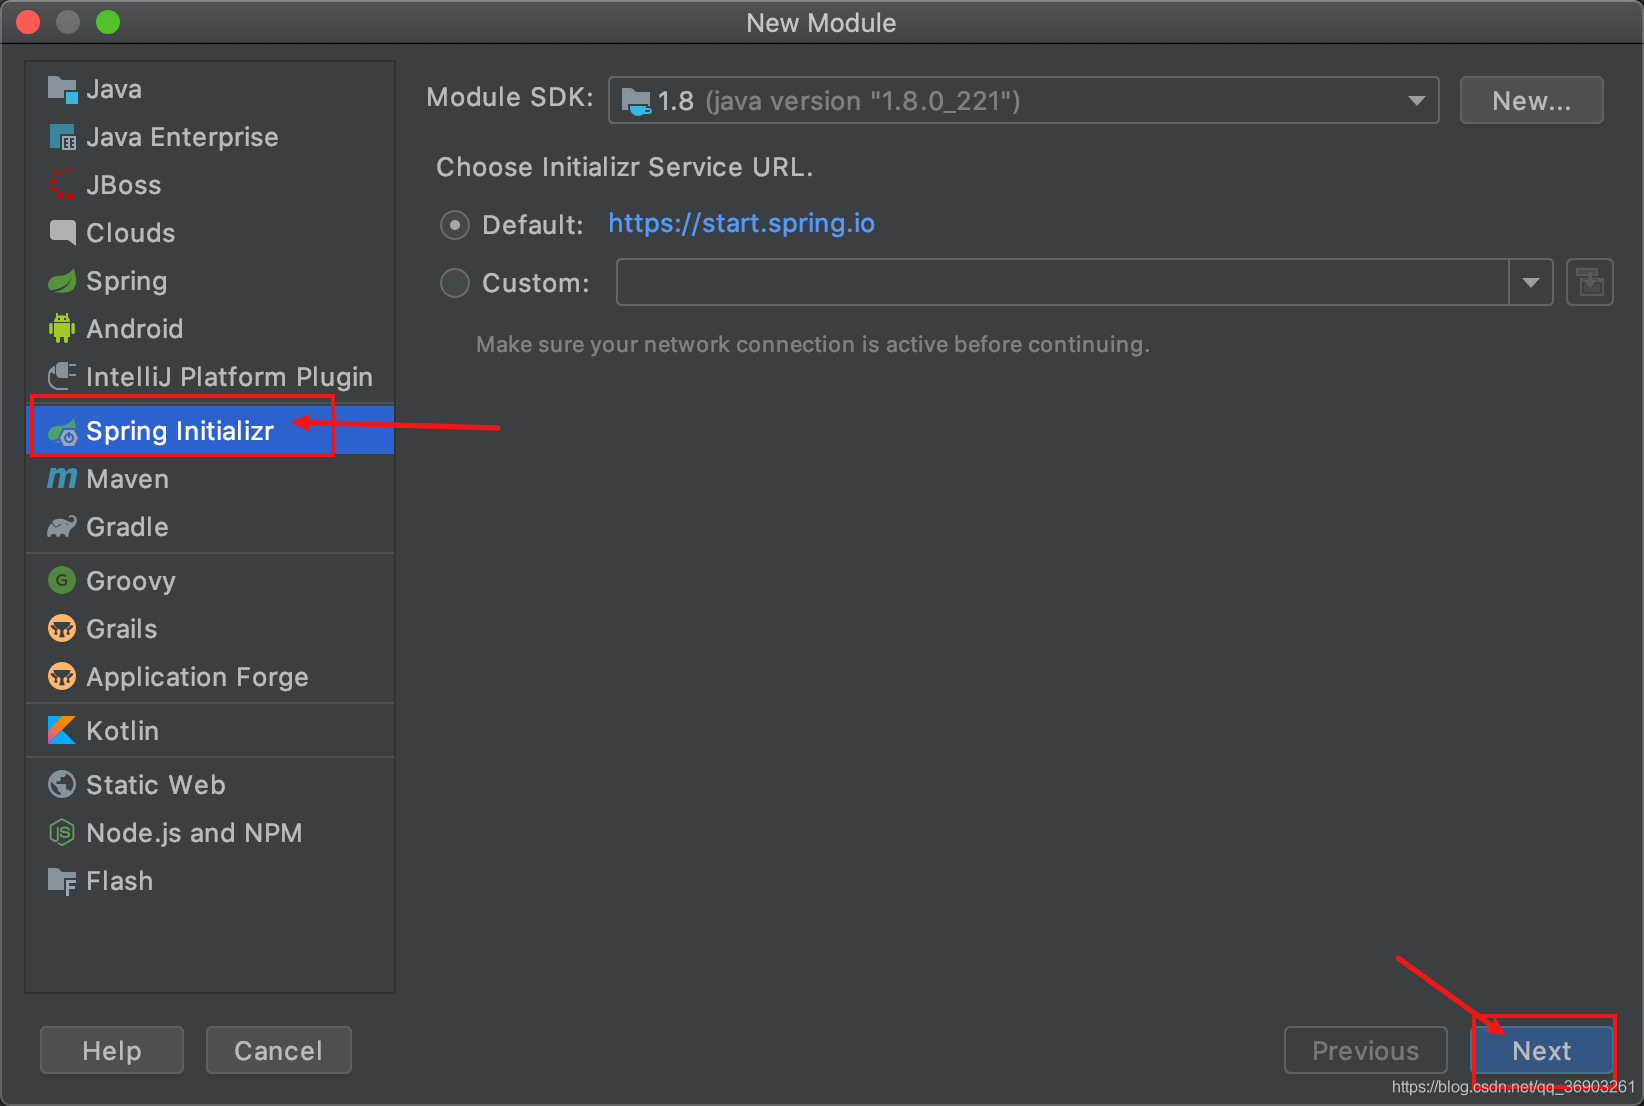 New Module
Java
Java Enterprise
JBoss
Clouds
Spring
Android
IntelliJ Platform Plugin
Spring Initializr
Maven
Gradle
Groovy
Grails
Application Forge
Kotlin
Static Web
Node.js and NPM
Flash
Module SDK: 1.8 (java version "1.8.0_221") New...
Choose Initializr Service URL.
Default: https://start.spring.io
Custom:
Make sure your network connection is active before continuing.
Help Cancel Previous Next
https://blog.csdn.net/qq_36903261